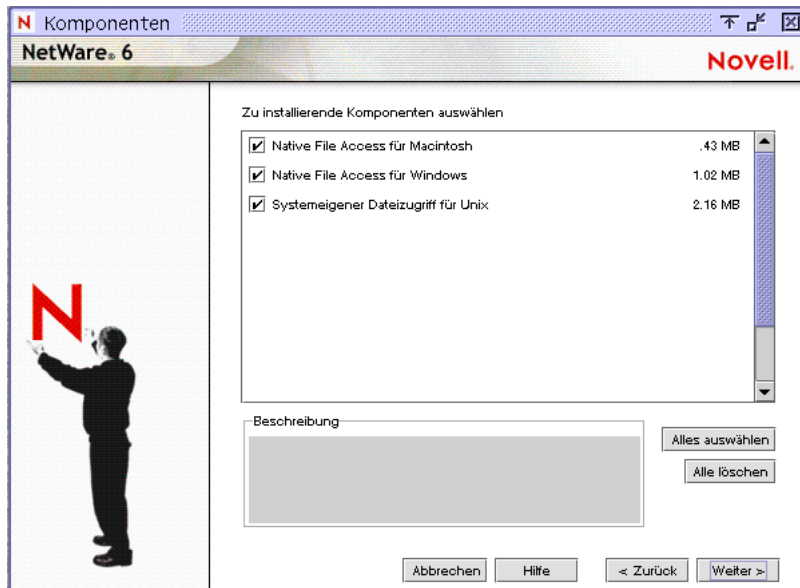 N Komponenten
NetWare® 6
Novell.
Zu installierende Komponenten auswählen
Native File Access für Macintosh .43 MB
Native File Access für Windows 1.02 MB
Systemeigener Dateizugriff für Unix 2.16 MB
N
Beschreibung
Alles auswählen
Alle löschen
Abbrechen Hilfe < Zurück Weiter >